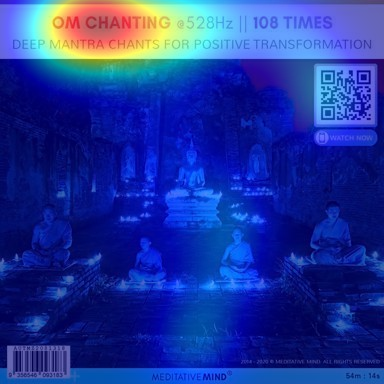 OM CHANTING @528Hz || 108 TIMES
DEEP MANTRA CHANTS FOR POSITIVE TRANSFORMATION
WATCH NOW
MEDITATIVE MIND
54m : 14s